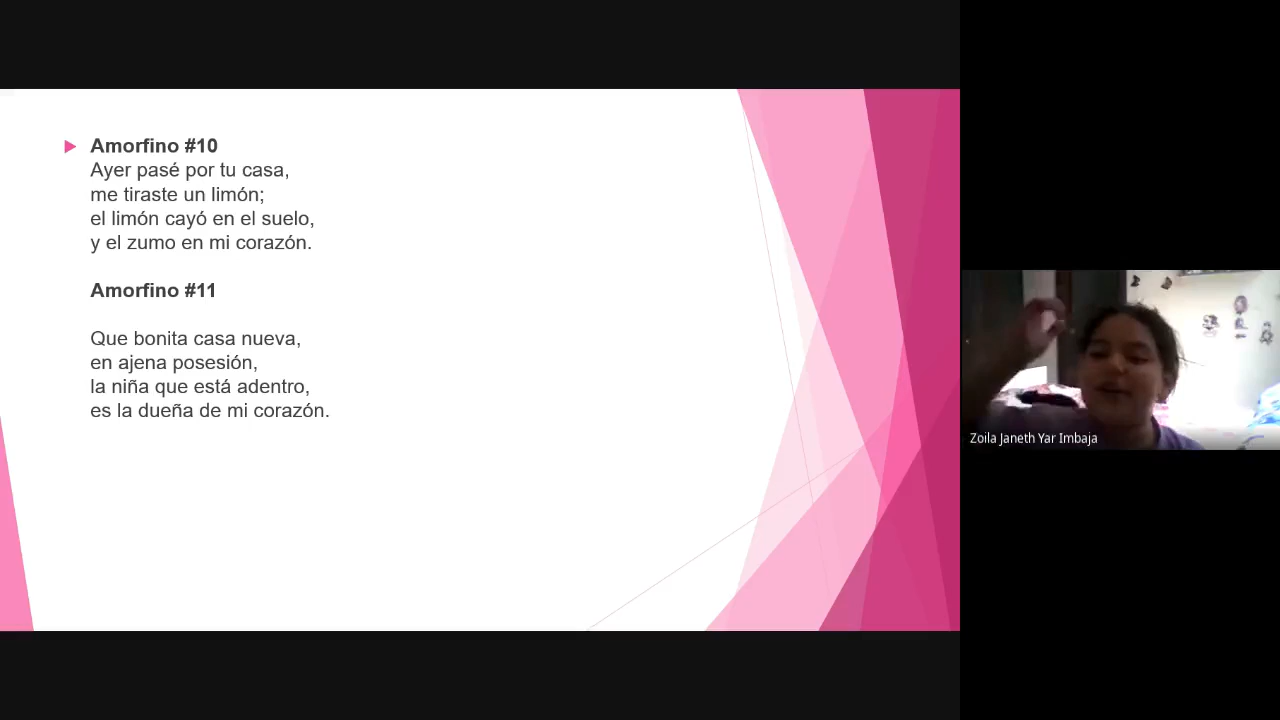 Amorfino #10
Ayer pasé por tu casa,
me tiraste un limón;
el limón cayó en el suelo,
y el zumo en mi corazón.
Amorfino #11
Que bonita casa nueva,
en ajena posesión,
la niña que está adentro,
es la dueña de mi corazón.
Zoila Janeth Yar Imbaja